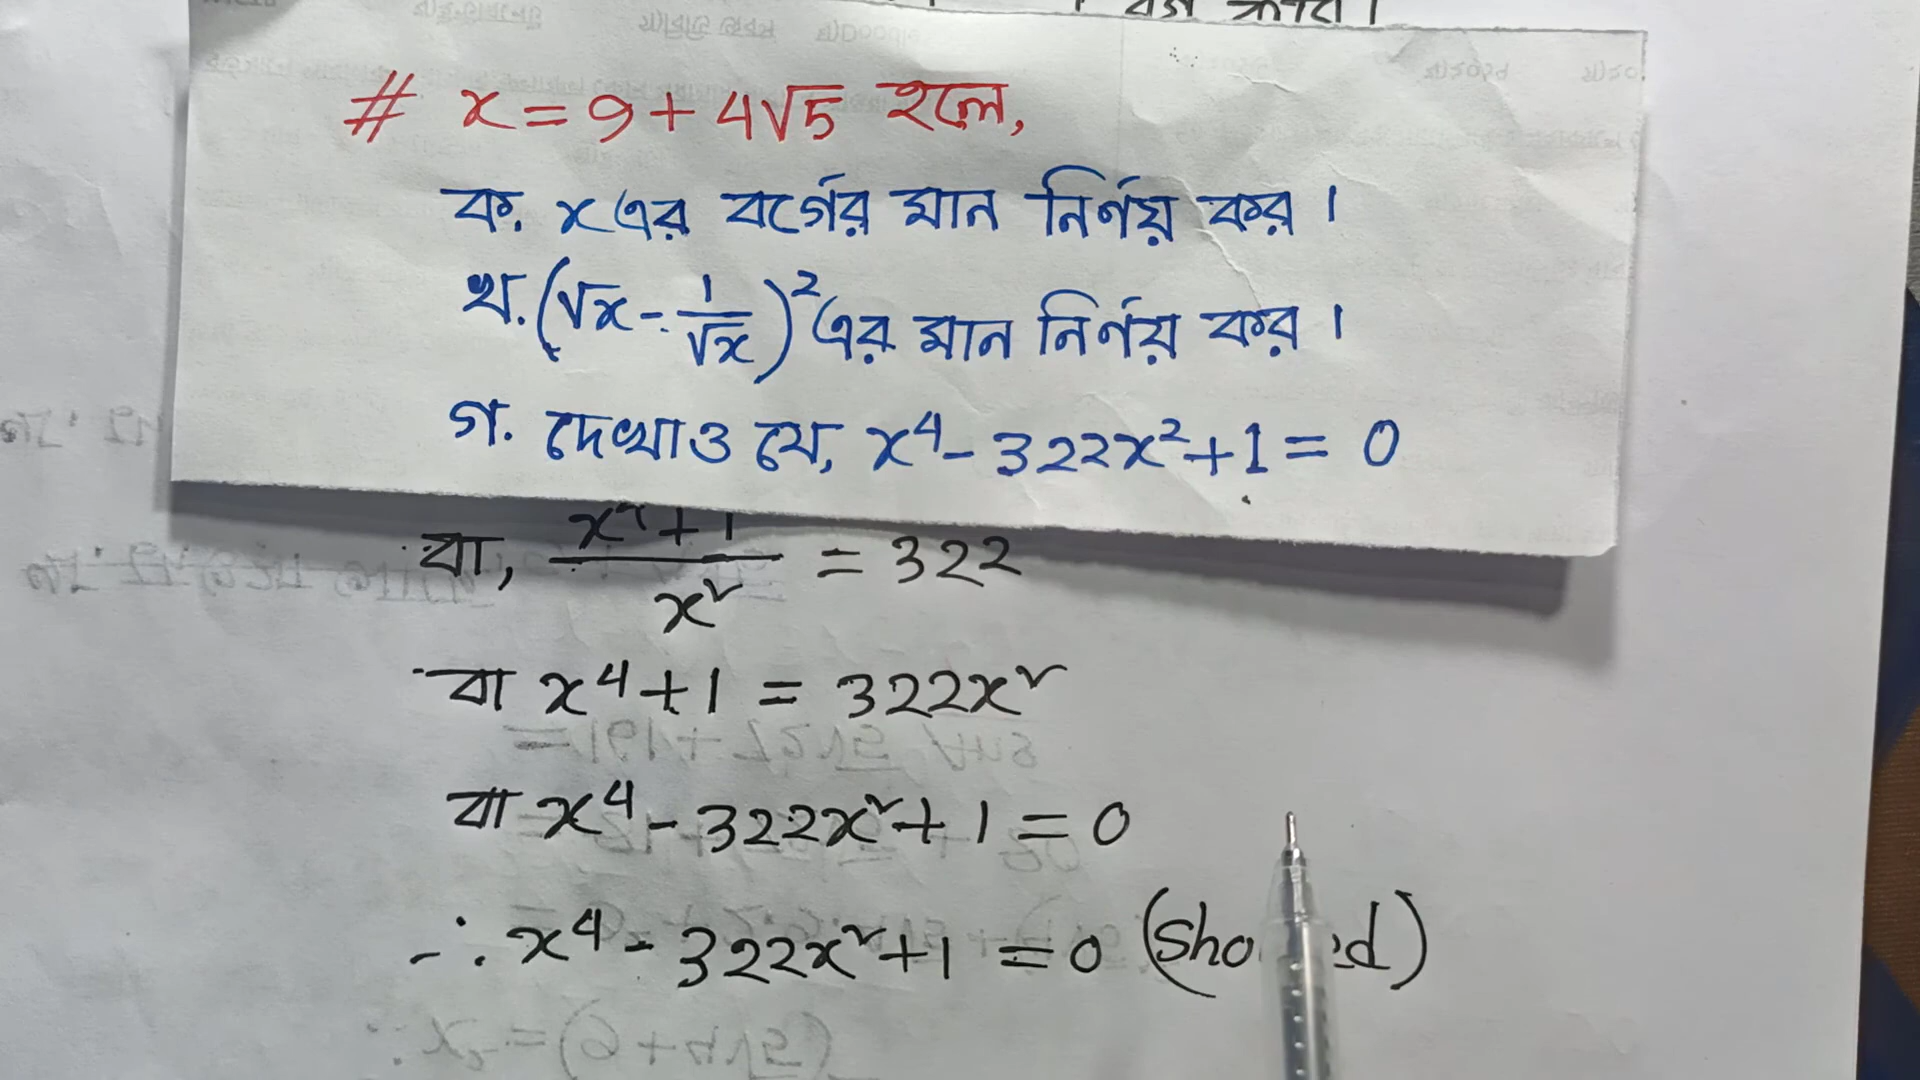 # x = 9 + 4√5 হলে,
ক. x এর বর্গের মান নির্ণয় কর।
খ. (√x - 1/√x)² এর মান নির্ণয় কর।
গ. দেখাও যে, x⁴ - 322x² + 1 = 0
বা, (x⁴ + 1)/x² = 322
বা x⁴ + 1 = 322x²
বা x⁴ - 322x² + 1 = 0
∴ x⁴ - 322x² + 1 = 0